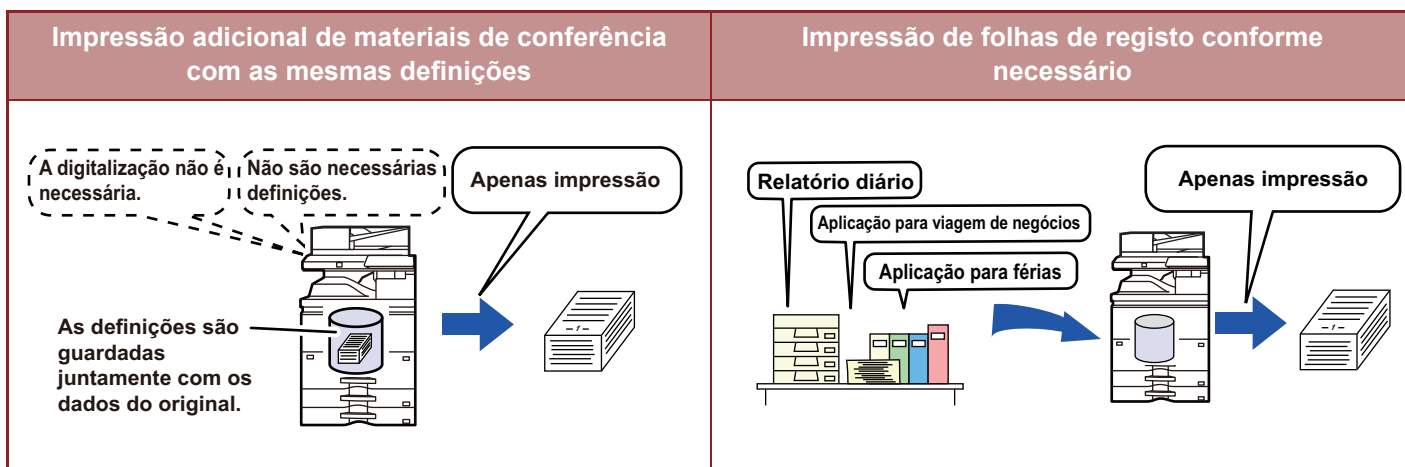 Impressão adicional de materiais de conferência
com as mesmas definições
Impressão de folhas de registo conforme
necessário
A digitalização não é
necessária.
Não são necessárias
definições.
Apenas impressão
As definições são
guardadas
juntamente com os
dados do original.
-1-
Relatório diário
Aplicação para viagem de negócios
Aplicação para férias
Apenas impressão
-1-